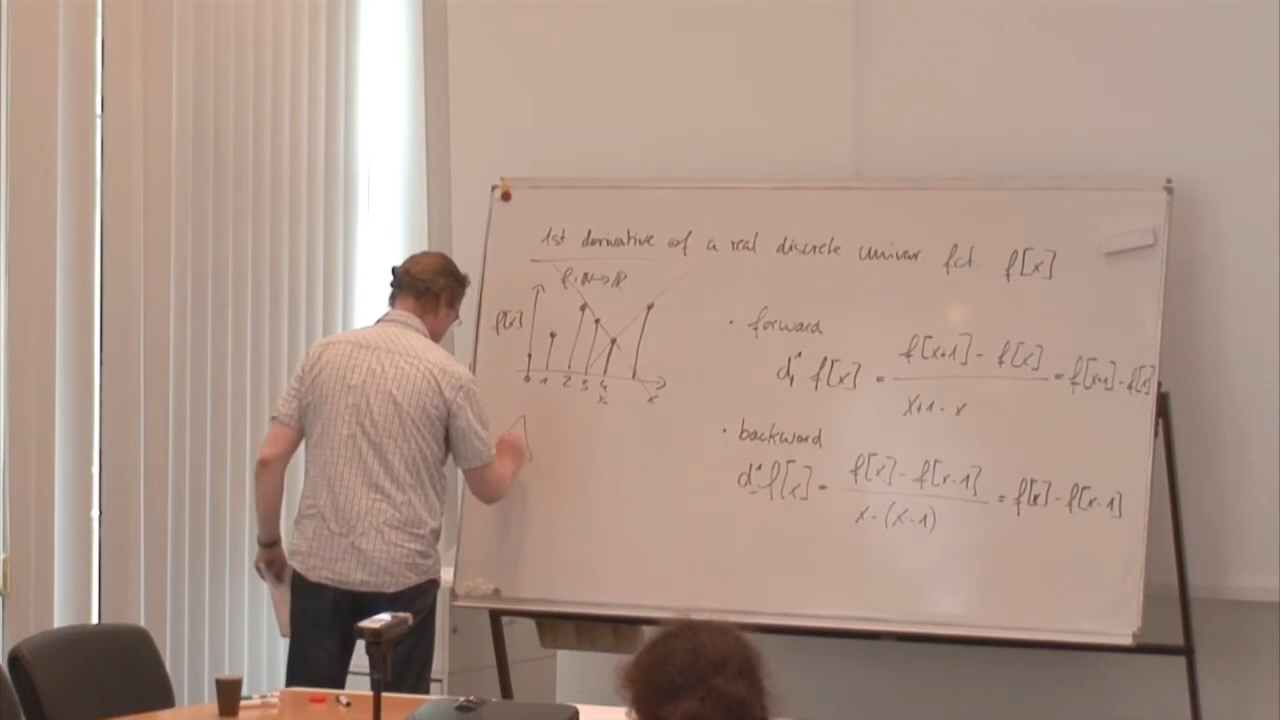 1st derivative of a real discrete univar. fct. f[x]
f: N → R
f[x]
0 1 2 3 4 x
x₀
• forward
d₊¹ f[x] = (f[x+1] - f[x]) / (x+1 - x) = f[x+1] - f[x]
• backward
d₋¹ f[x] = (f[x] - f[x-1]) / (x - (x-1)) = f[x] - f[x-1]